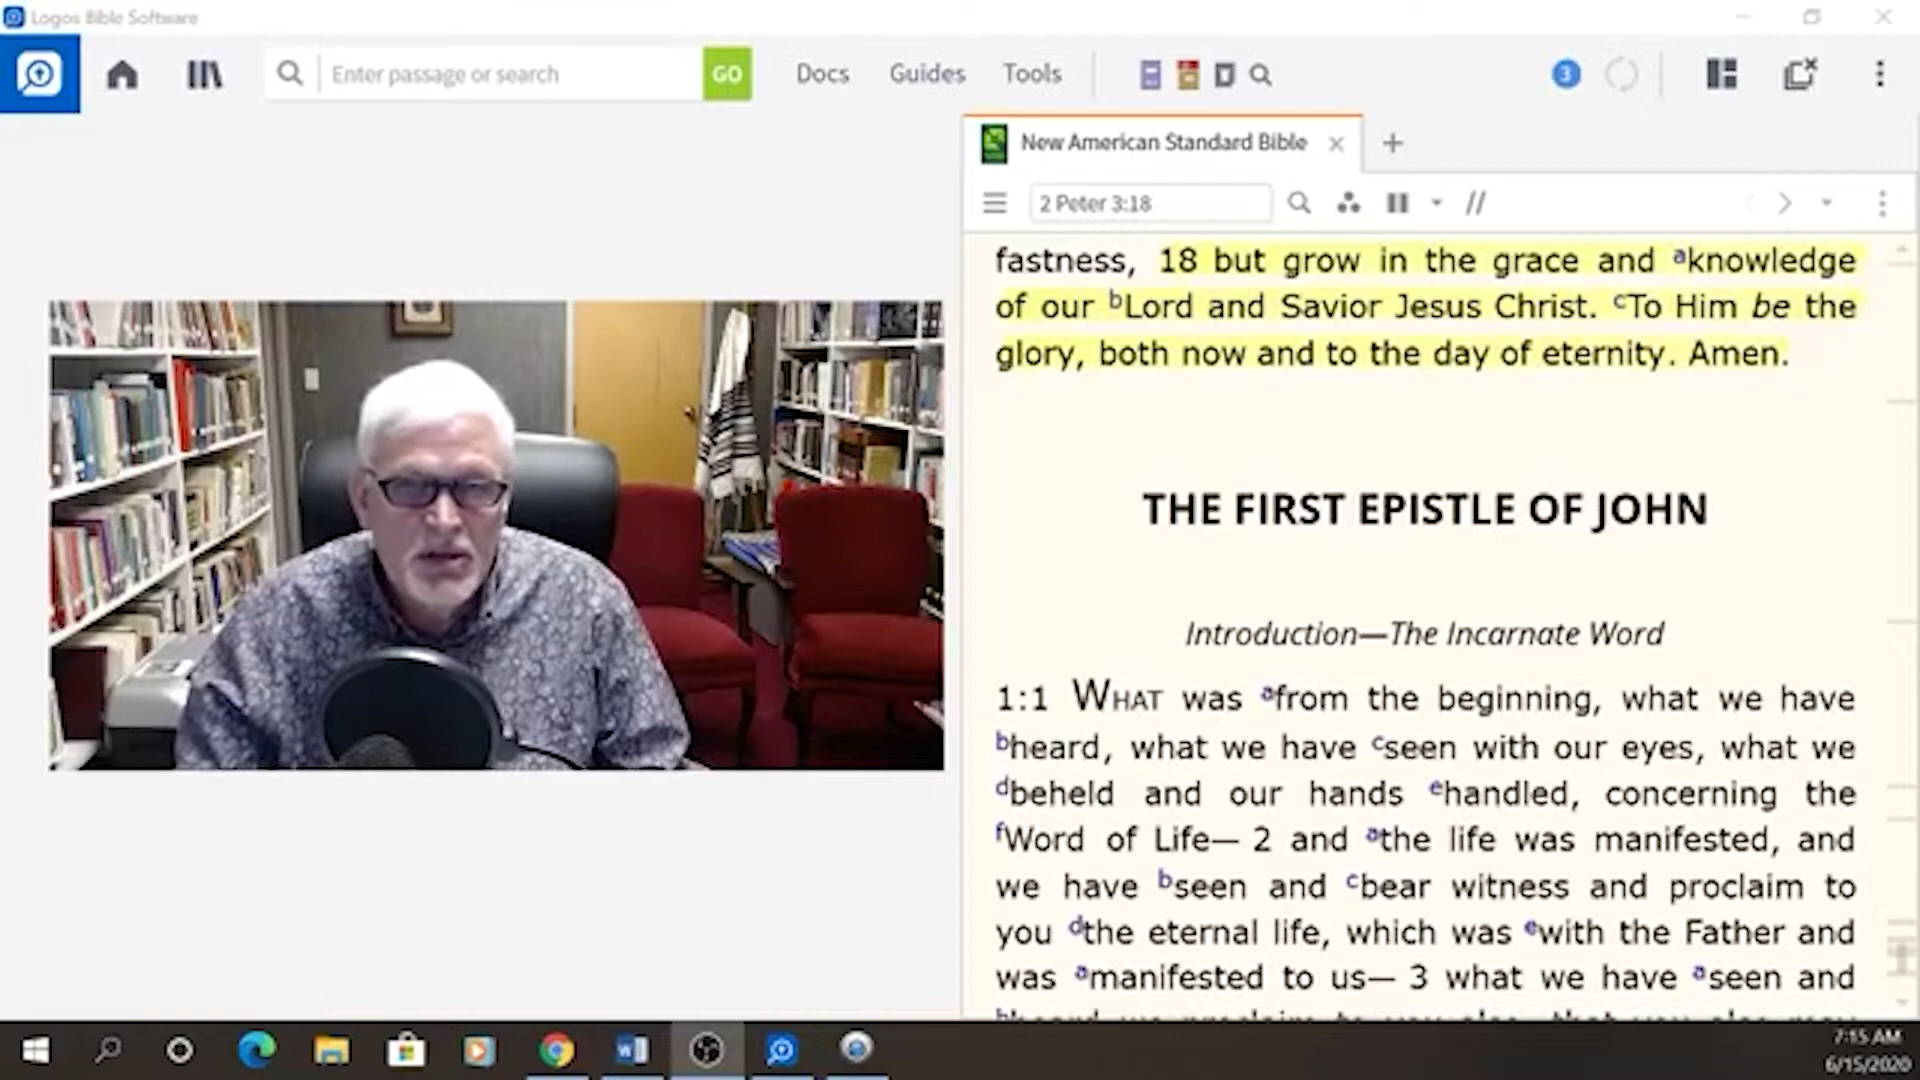 Logos Bible Software
Enter passage or search
GO
Docs
Guides
Tools
3
New American Standard Bible
2 Peter 3:18
fastness, 18 but grow in the grace and ᵃknowledge
of our ᵇLord and Savior Jesus Christ. ᶜTo Him be the
glory, both now and to the day of eternity. Amen.
THE FIRST EPISTLE OF JOHN
Introduction—The Incarnate Word
1:1 WHAT was ᵃfrom the beginning, what we have
ᵇheard, what we have ᶜseen with our eyes, what we
ᵈbeheld and our hands ᵉhandled, concerning the
ᶠWord of Life— 2 and ᵃthe life was manifested, and
we have ᵇseen and ᶜbear witness and proclaim to
you ᵈthe eternal life, which was ᵉwith the Father and
was ᵃmanifested to us— 3 what we have ᵃseen and
7:15 AM
6/15/2020